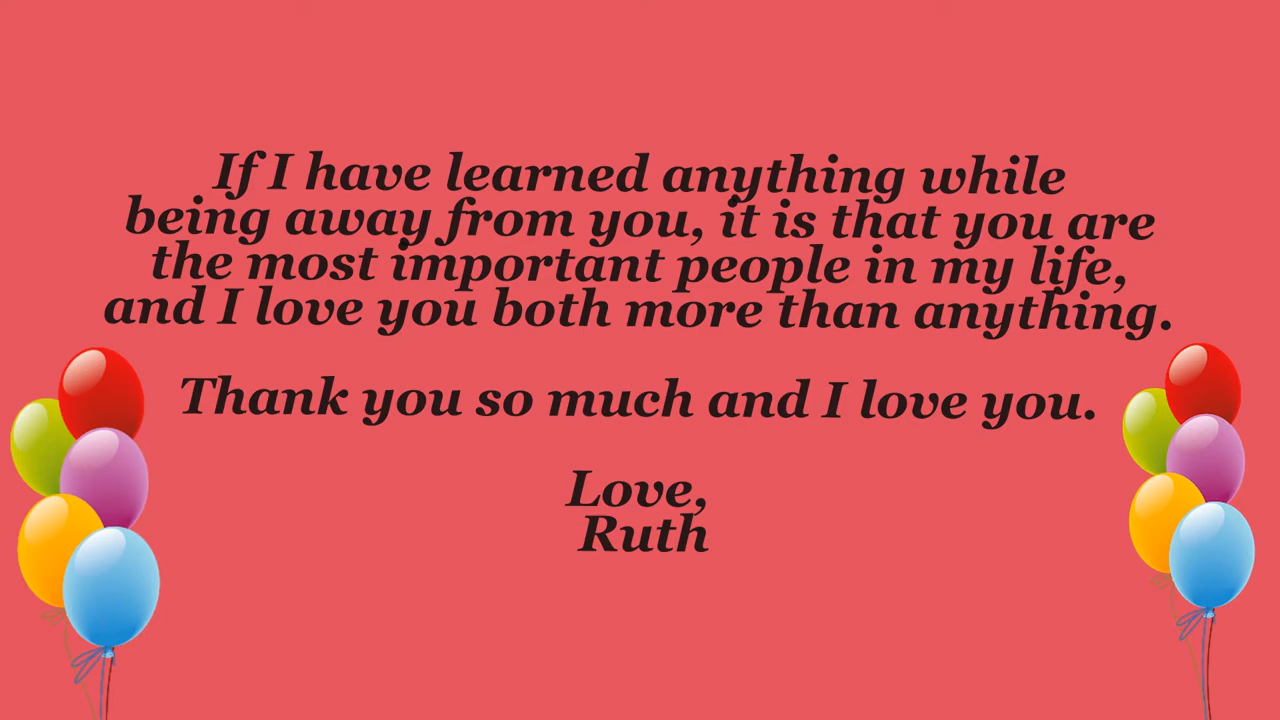 If I have learned anything while
being away from you, it is that you are
the most important people in my life,
and I love you both more than anything.
Thank you so much and I love you.
Love,
Ruth